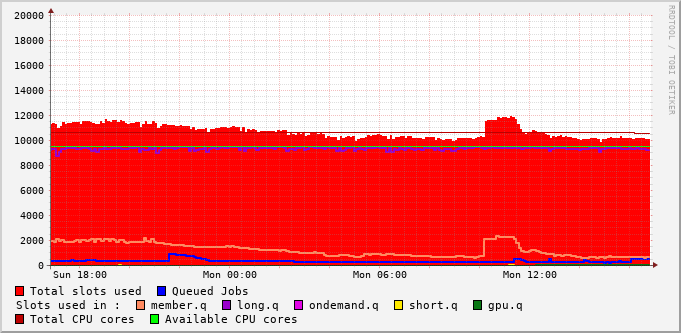 20000
18000
16000
14000
12000
10000
8000
6000
4000
2000
0
Sun 18:00 Mon 00:00 Mon 06:00 Mon 12:00
Total slots used Queued Jobs
Slots used in : member.q long.q ondemand.q short.q gpu.q
Total CPU cores Available CPU cores
RRDTOOL / TOBI OETIKER